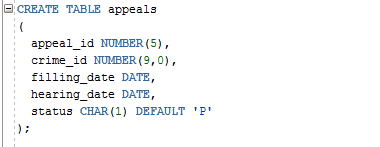 CREATE TABLE appeals
(
appeal_id NUMBER(5),
crime_id NUMBER(9,0),
filling_date DATE,
hearing_date DATE,
status CHAR(1) DEFAULT 'P'
);